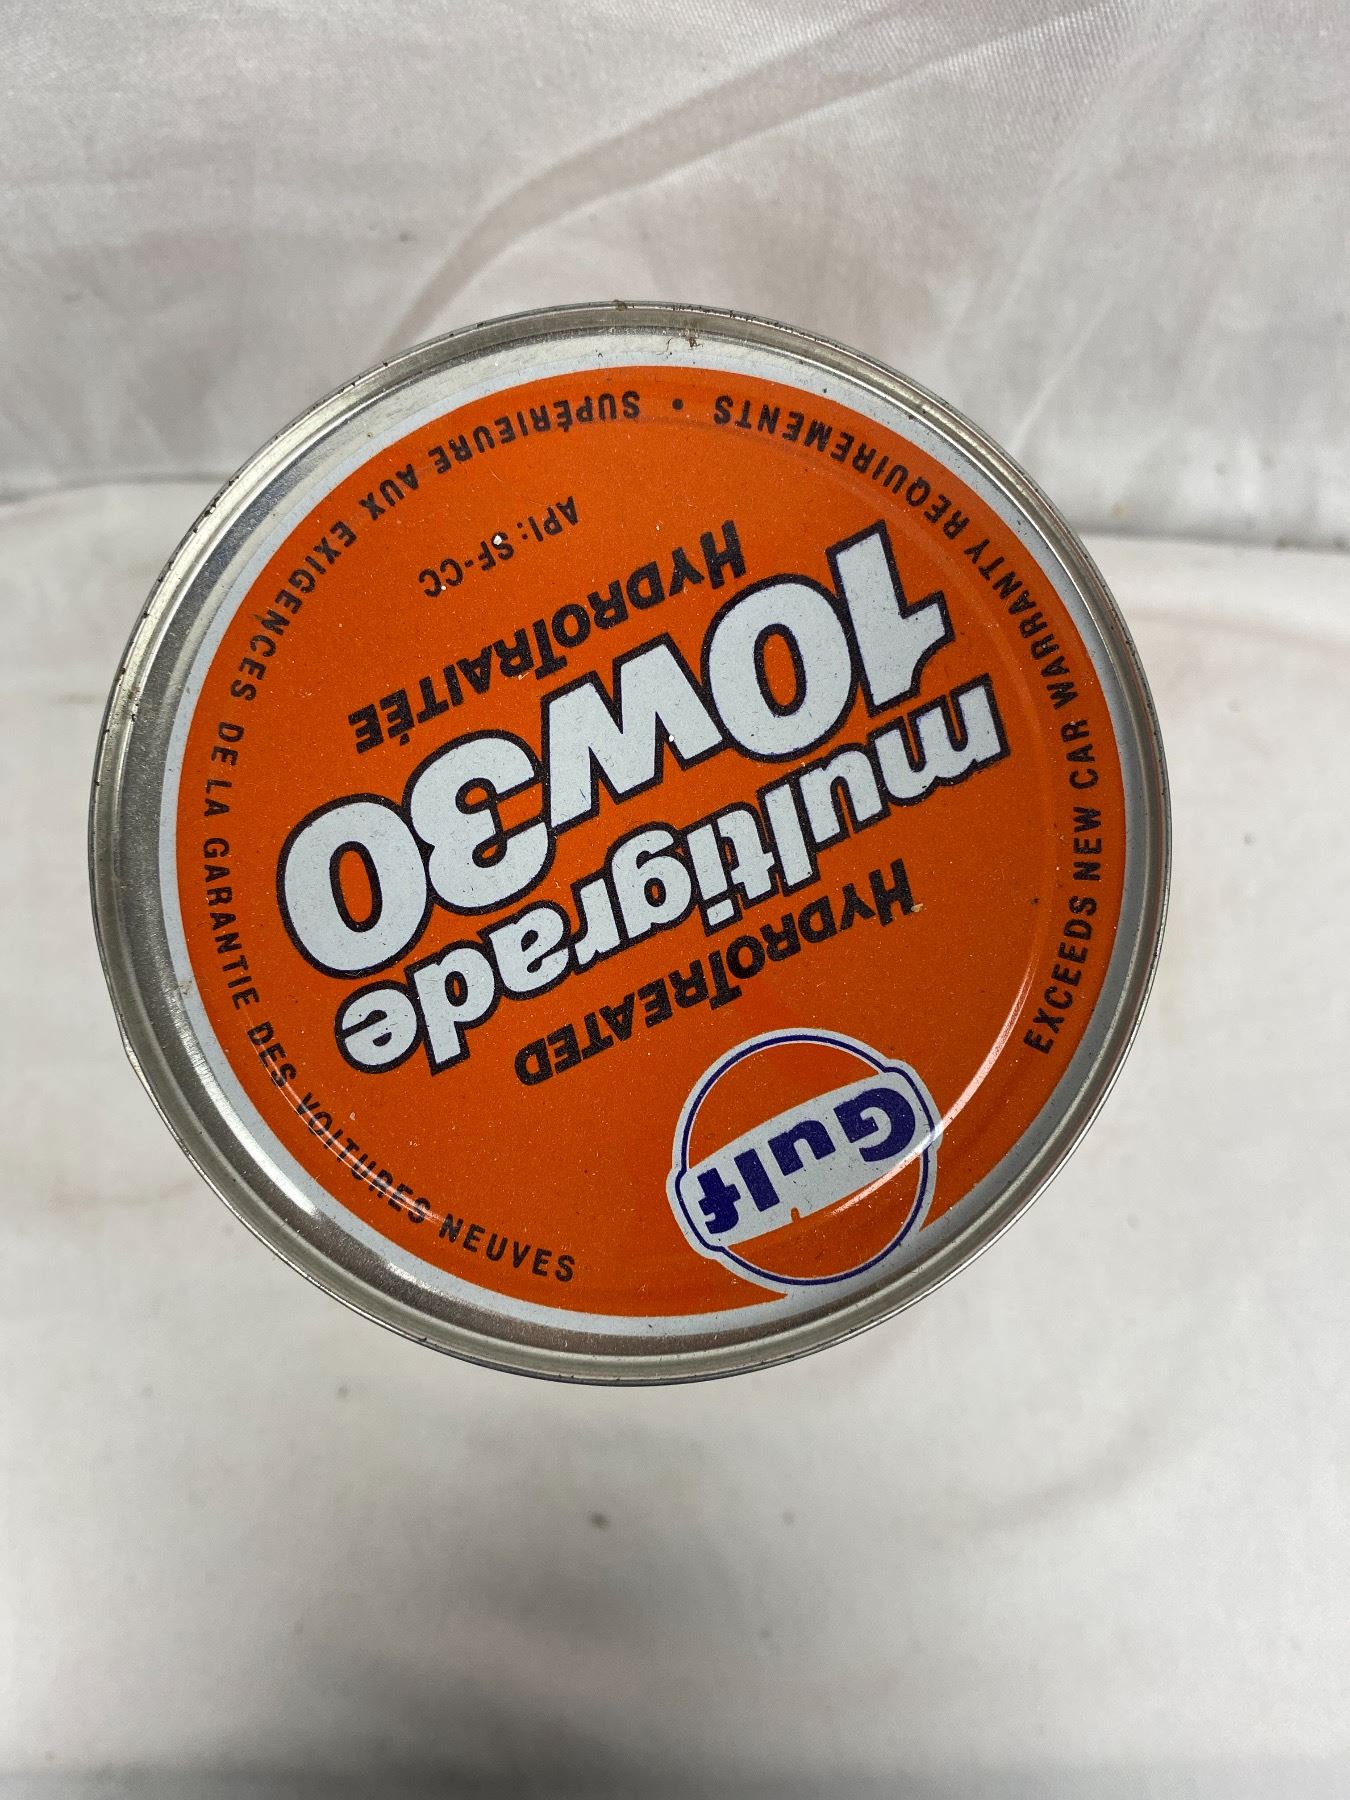 Gulf
HYDROTREATED
multigrade
10W30
HYDROTRAITÉE
API: SF-CC
EXCEEDS NEW CAR WARRANTY REQUIREMENTS • SUPÉRIEURE AUX EXIGENCES DE LA GARANTIE DES VOITURES NEUVES